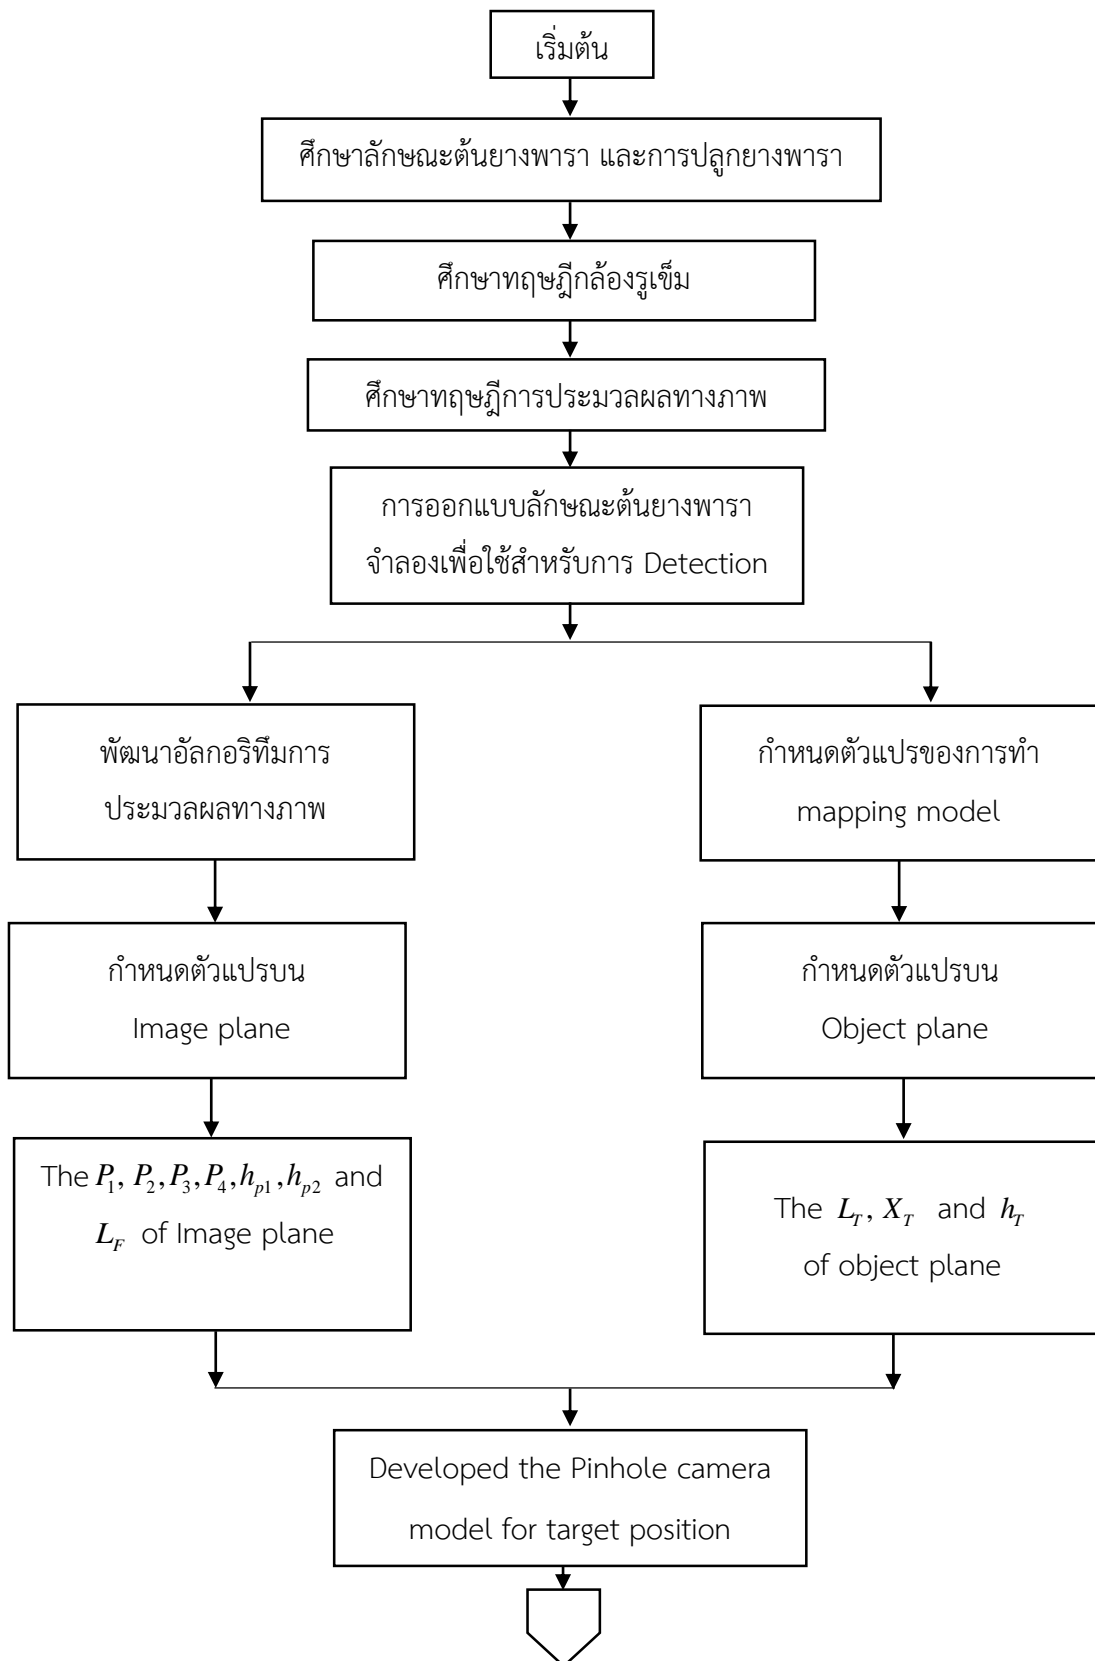 เริ่มต้น
ศึกษาลักษณะต้นยางพารา และการปลูกยางพารา
ศึกษาทฤษฎีกล้องรูเข็ม
ศึกษาทฤษฎีการประมวลผลทางภาพ
การออกแบบลักษณะต้นยางพารา
จำลองเพื่อใช้สำหรับการ Detection
พัฒนาอัลกอริทึมการ
ประมวลผลทางภาพ
กำหนดตัวแปรของการทำ
mapping model
กำหนดตัวแปรบน
Image plane
กำหนดตัวแปรบน
Object plane
The P₁, P₂, P₃, P₄, h_{p1}, h_{p2} and
L_F of Image plane
The L_T, X_T and h_T
of object plane
Developed the Pinhole camera
model for target position